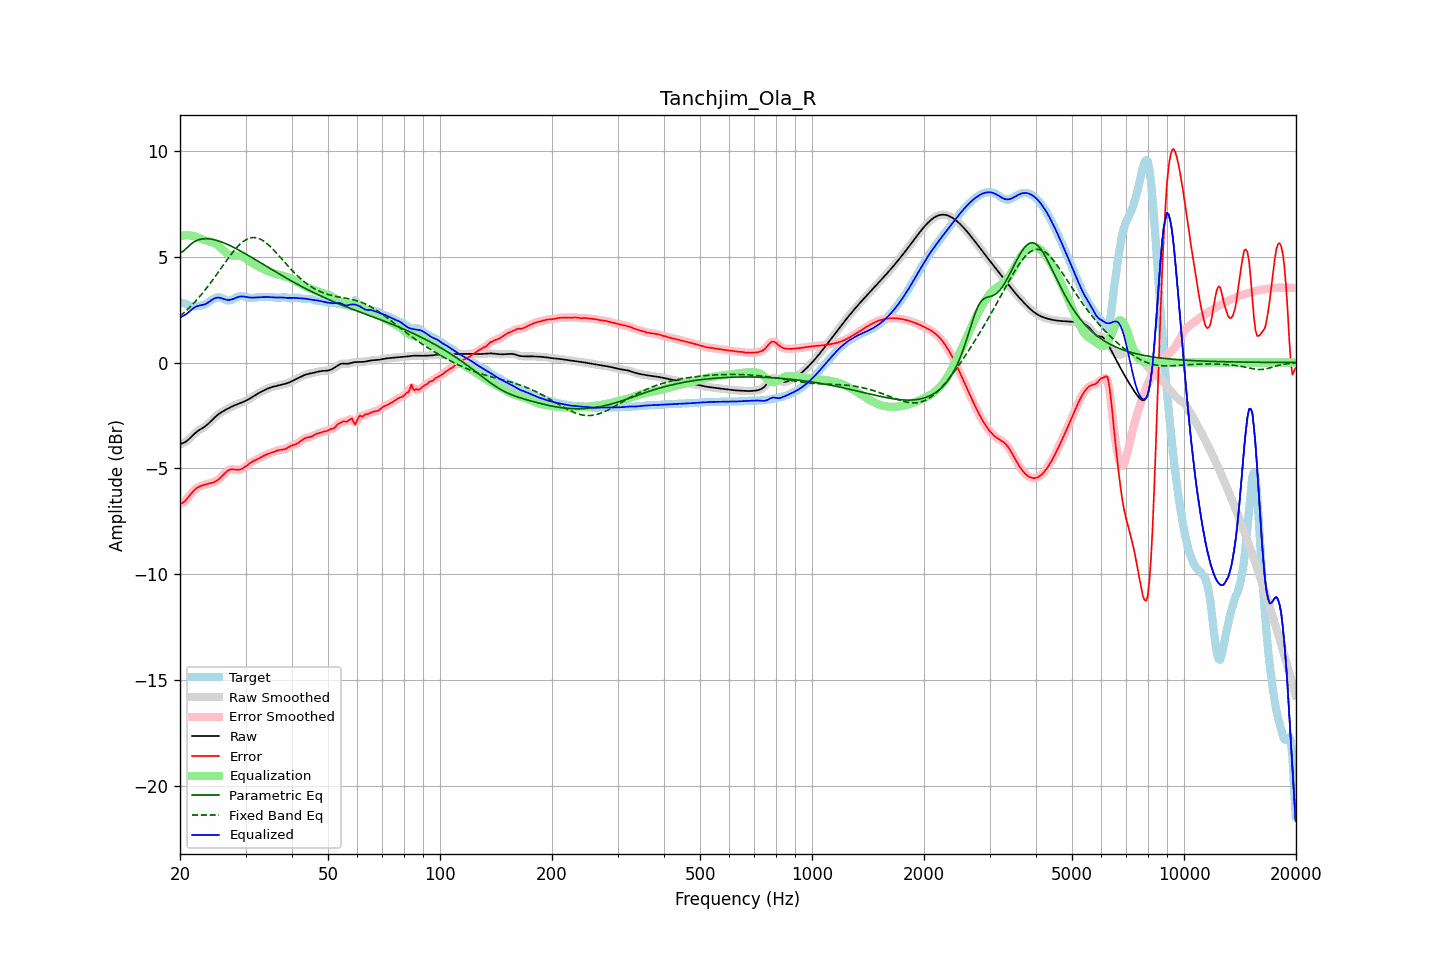 Tanchjim_Ola_R
Amplitude (dBr)
10
5
0
−5
−10
−15
−20
Target
Raw Smoothed
Error Smoothed
Raw
Error
Equalization
Parametric Eq
Fixed Band Eq
Equalized
20 50 100 200 500 1000 2000 5000 10000 20000
Frequency (Hz)